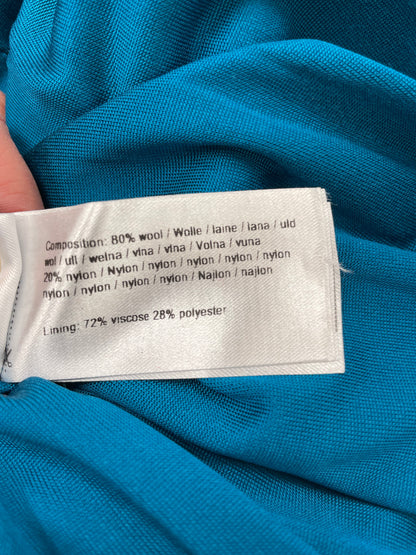 Composition: 80% wool / Wolle / laine / lana / uld
wol / ull / wełna / vlna / vlna / Volna / vuna
20% nylon / Nylon / nylon / nylon / nylon / nylon
nylon / nylon / nylon / nylon / Najlon / najlon
Lining: 72% viscose 28% polyester